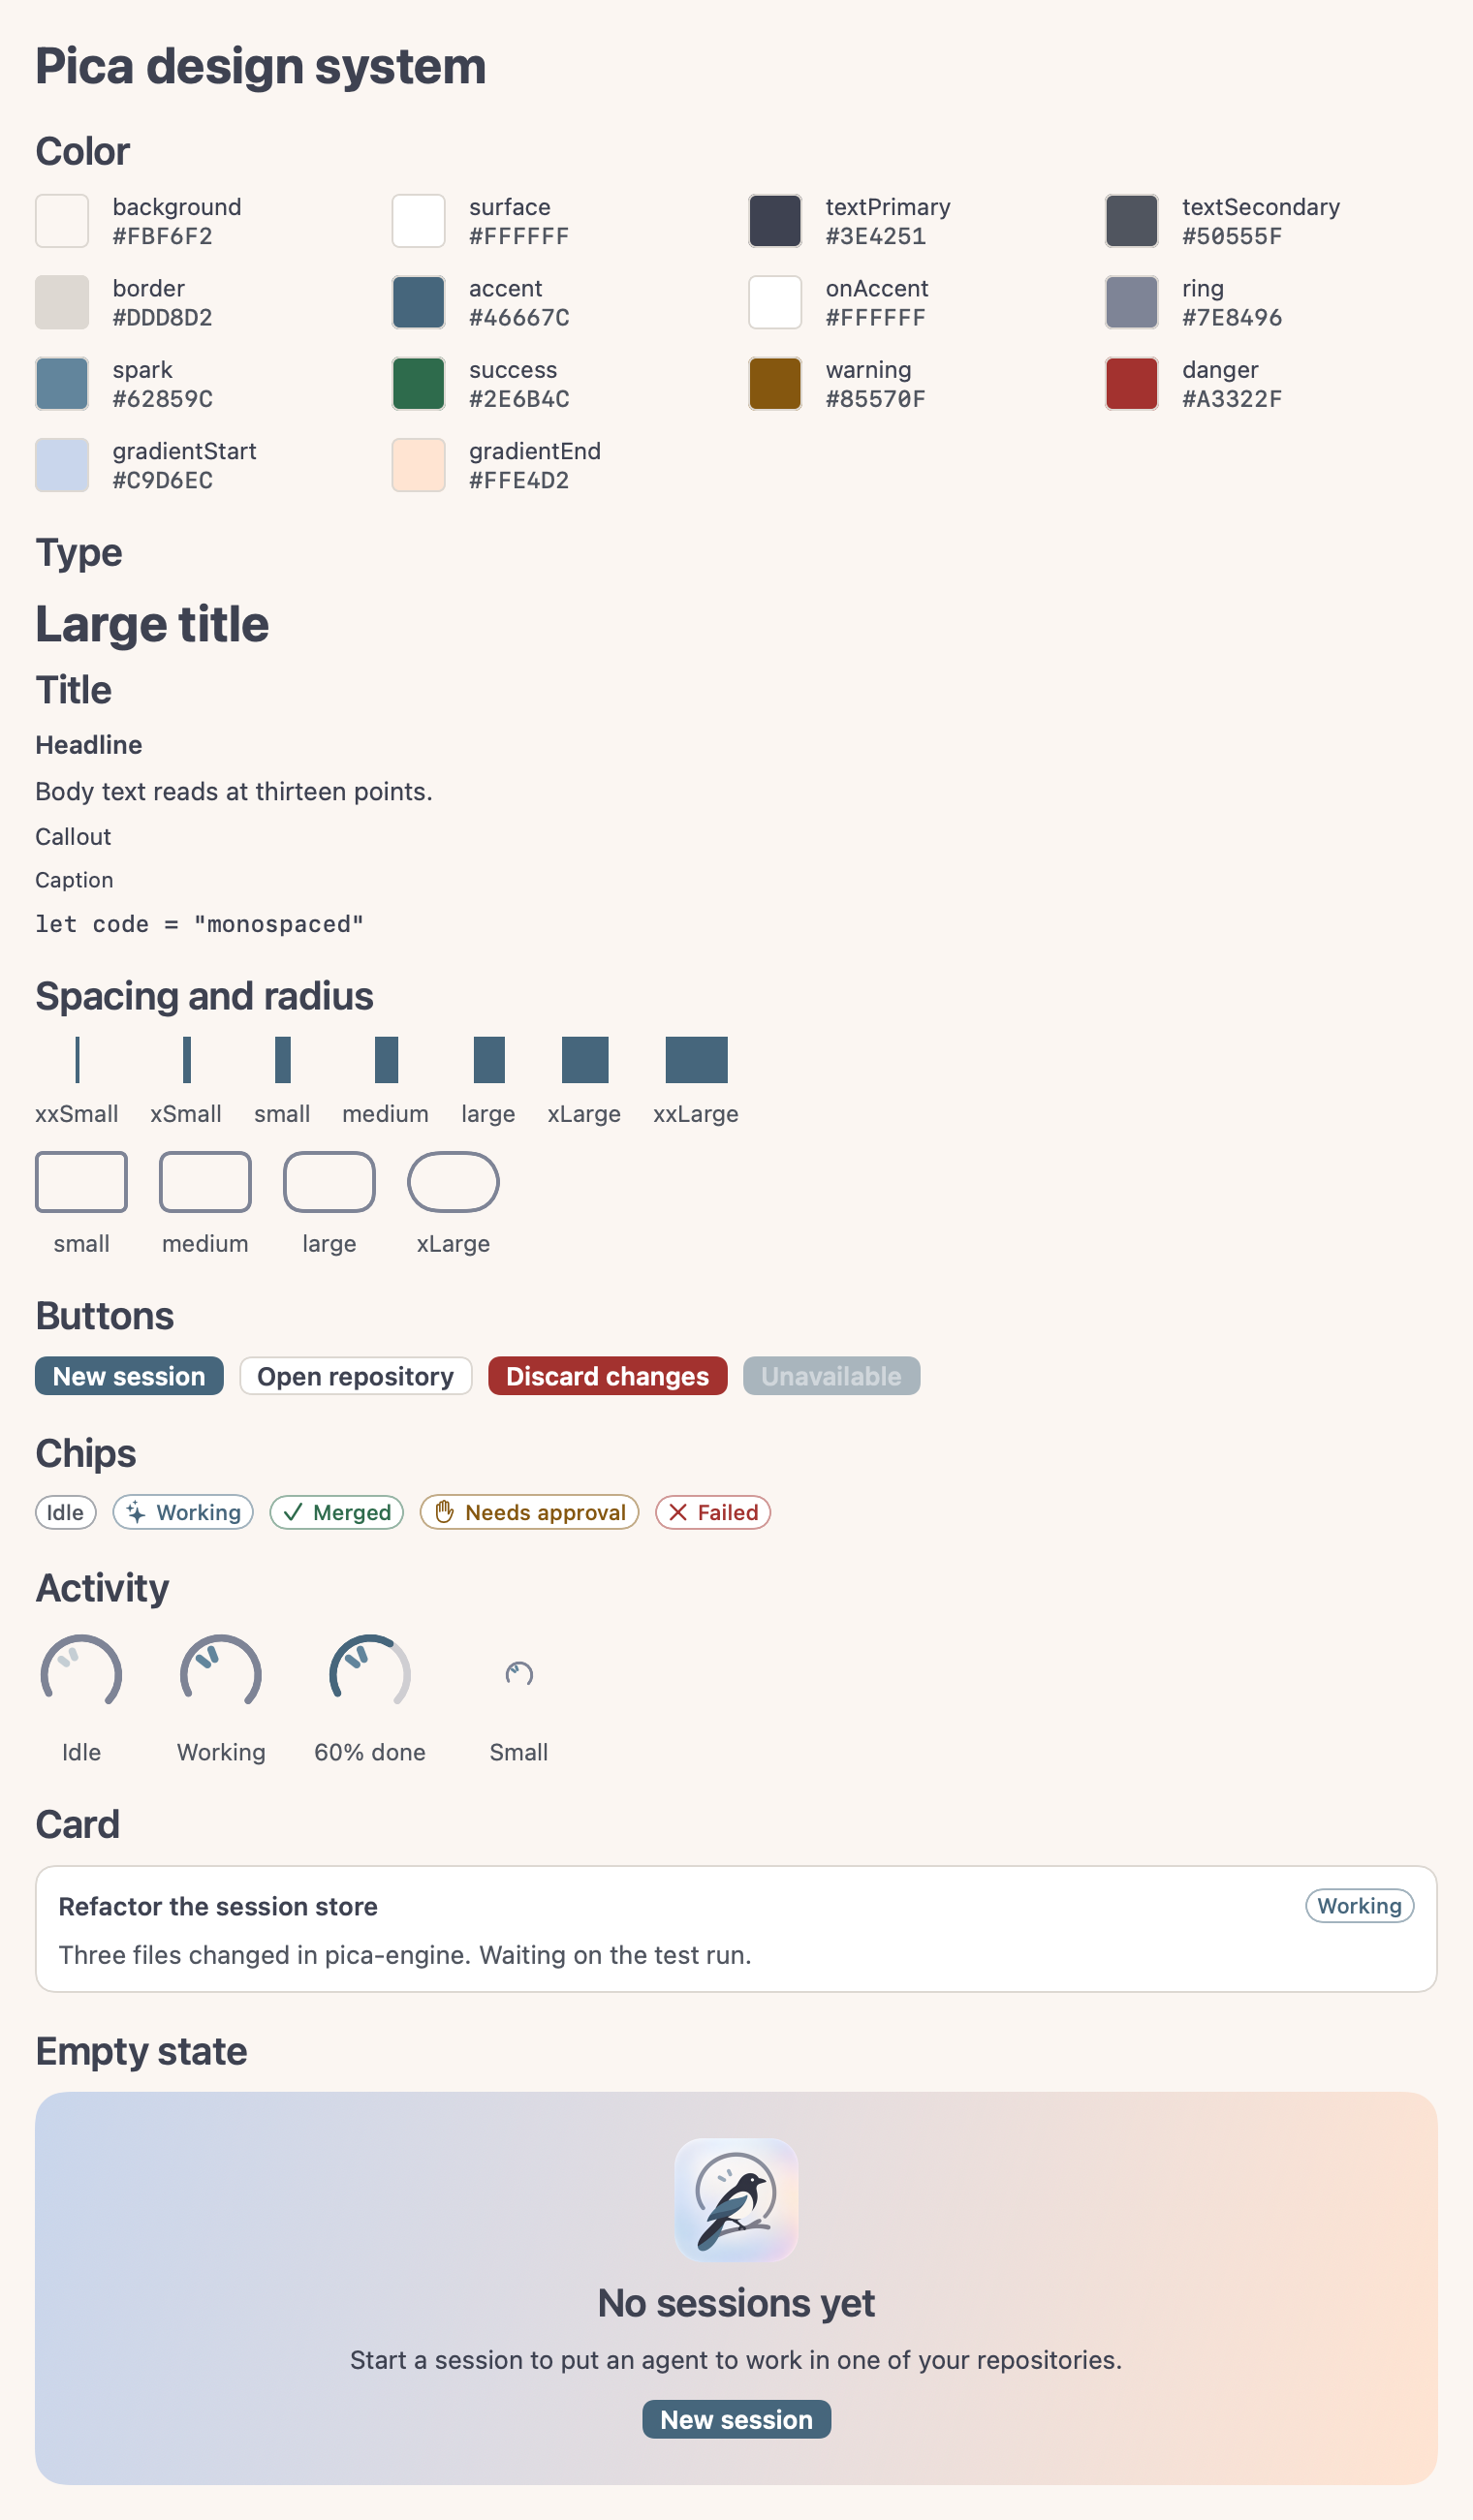 Pica design system
Color
background
#FBF6F2
surface
#FFFFFF
textPrimary
#3E4251
textSecondary
#50555F
border
#DDD8D2
accent
#46667C
onAccent
#FFFFFF
ring
#7E8496
spark
#62859C
success
#2E6B4C
warning
#85570F
danger
#A3322F
gradientStart
#C9D6EC
gradientEnd
#FFE4D2
Type
Large title
Title
Headline
Body text reads at thirteen points.
Callout
Caption
let code = "monospaced"
Spacing and radius
xxSmall xSmall small medium large xLarge xxLarge
small medium large xLarge
Buttons
New session Open repository Discard changes Unavailable
Chips
Idle Working Merged Needs approval Failed
Activity
Idle Working 60% done Small
Card
Refactor the session store Working
Three files changed in pica-engine. Waiting on the test run.
Empty state
No sessions yet
Start a session to put an agent to work in one of your repositories.
New session